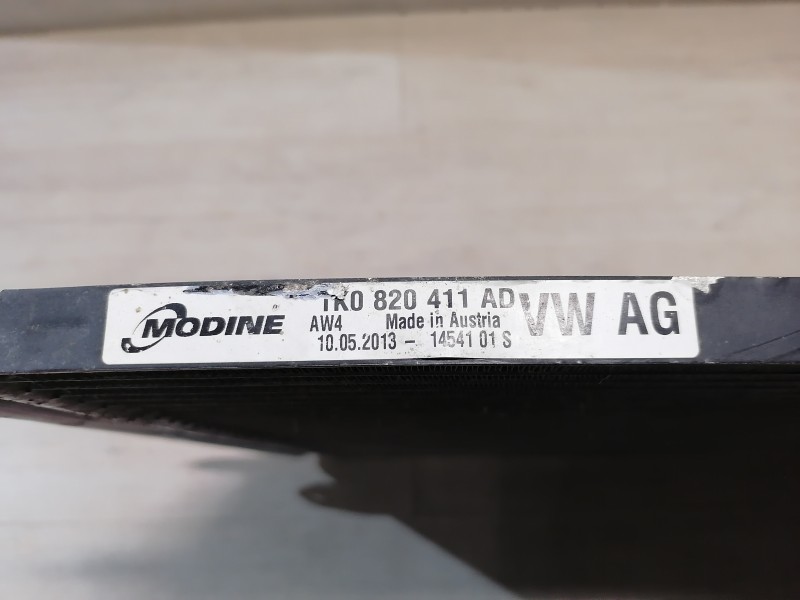 MODINE
1K0 820 411 AD
AW4 Made in Austria
10.05.2013 - 14541 01 S
VW AG